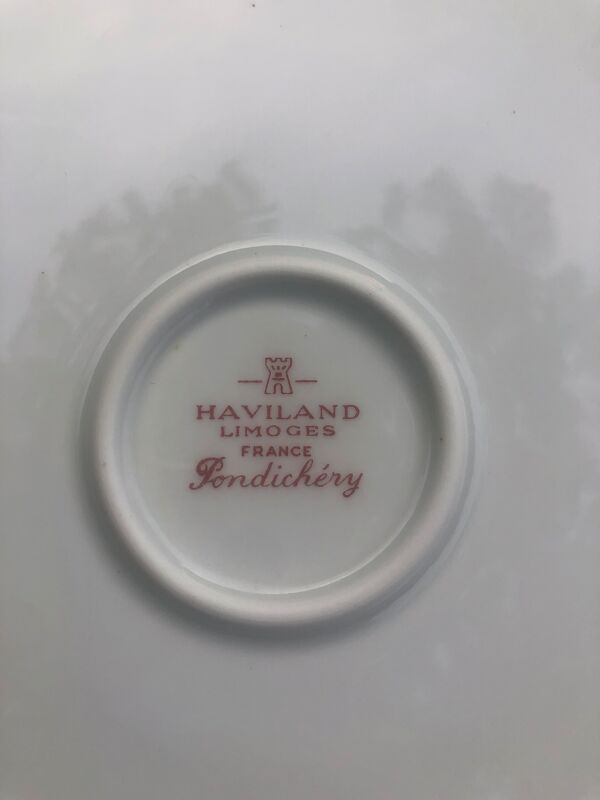 HAVILAND
LIMOGES
FRANCE
Pondichéry